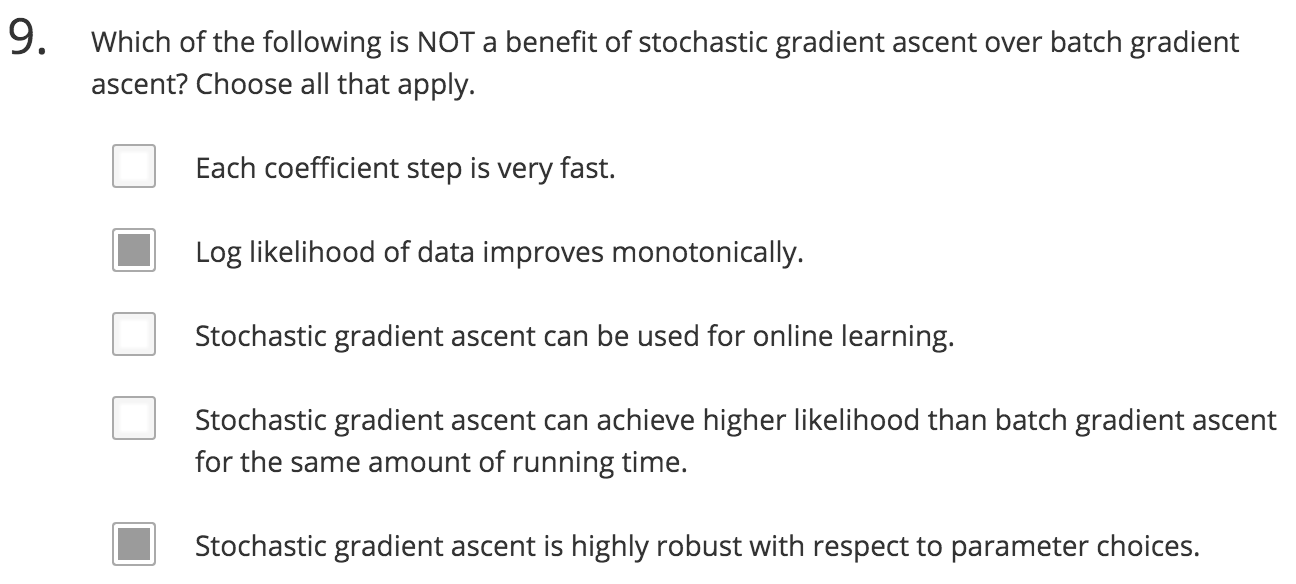 9. Which of the following is NOT a benefit of stochastic gradient ascent over batch gradient
ascent? Choose all that apply.
Each coefficient step is very fast.
Log likelihood of data improves monotonically.
Stochastic gradient ascent can be used for online learning.
Stochastic gradient ascent can achieve higher likelihood than batch gradient ascent
for the same amount of running time.
Stochastic gradient ascent is highly robust with respect to parameter choices.